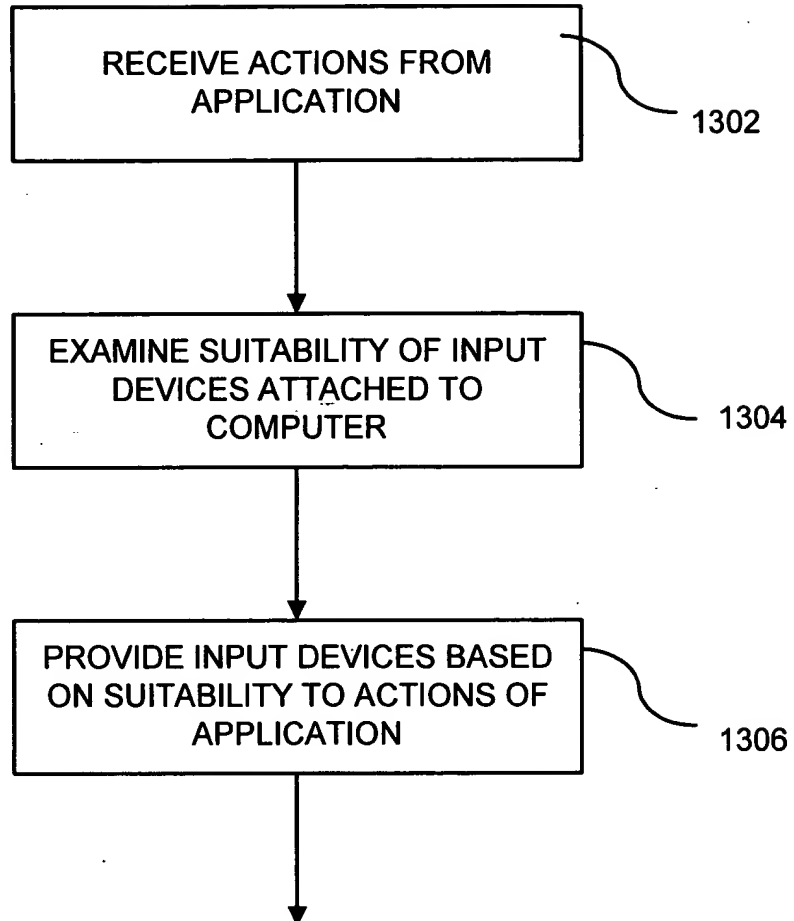 RECEIVE ACTIONS FROM
APPLICATION
1302
EXAMINE SUITABILITY OF INPUT
DEVICES ATTACHED TO
COMPUTER
1304
PROVIDE INPUT DEVICES BASED
ON SUITABILITY TO ACTIONS OF
APPLICATION
1306